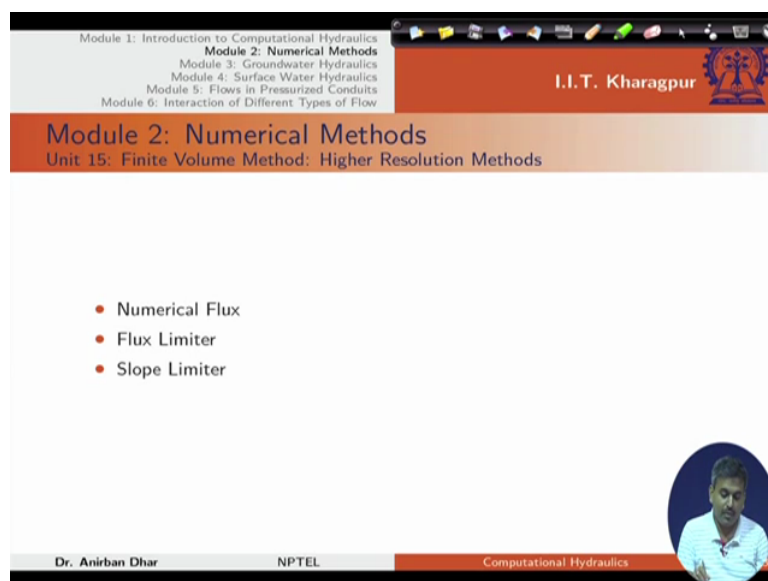 Module 1: Introduction to Computational Hydraulics
Module 2: Numerical Methods
Module 3: Groundwater Hydraulics
Module 4: Surface Water Hydraulics
Module 5: Flows in Pressurized Conduits
Module 6: Interaction of Different Types of Flow
I.I.T. Kharagpur
Module 2: Numerical Methods
Unit 15: Finite Volume Method: Higher Resolution Methods
Numerical Flux
Flux Limiter
Slope Limiter
Dr. Anirban Dhar NPTEL Computational Hydraulics